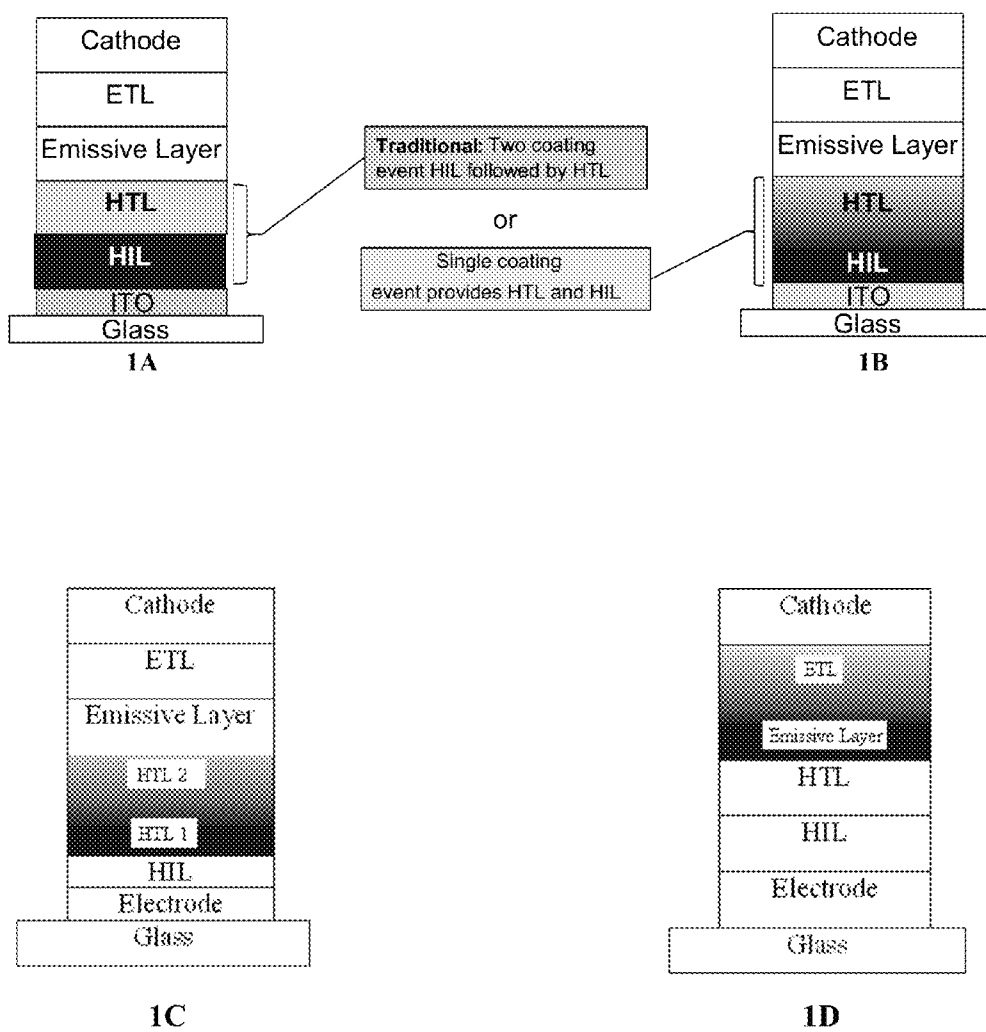 Cathode
ETL
Emissive Layer
HTL
HIL
ITO
Glass
1A
Traditional: Two coating
event HIL followed by HTL
or
Single coating
event provides HTL and HIL
Cathode
ETL
Emissive Layer
HTL
HIL
ITO
Glass
1B
Cathode
ETL
Emissive Layer
HTL 2
HTL 1
HIL
Electrode
Glass
1C
Cathode
ETL
Emissive Layer
HTL
HIL
Electrode
Glass
1D